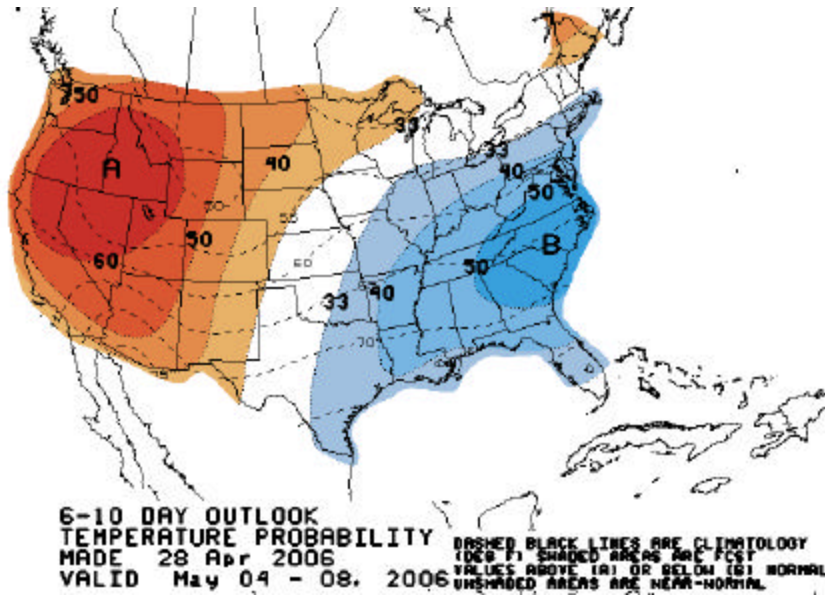 50
33
A
40
33
40
50
50
50
B
60
60
50
33
40
70
6-10 DAY OUTLOOK
TEMPERATURE PROBABILITY
MADE 28 Apr 2006
VALID May 04 - 08, 2006
DASHED BLACK LINES ARE CLIMATOLOGY
(DEG F) SHADED AREAS ARE FCST
VALUES ABOVE (A) OR BELOW (B) NORMAL
UNSHADED AREAS ARE NEAR-NORMAL